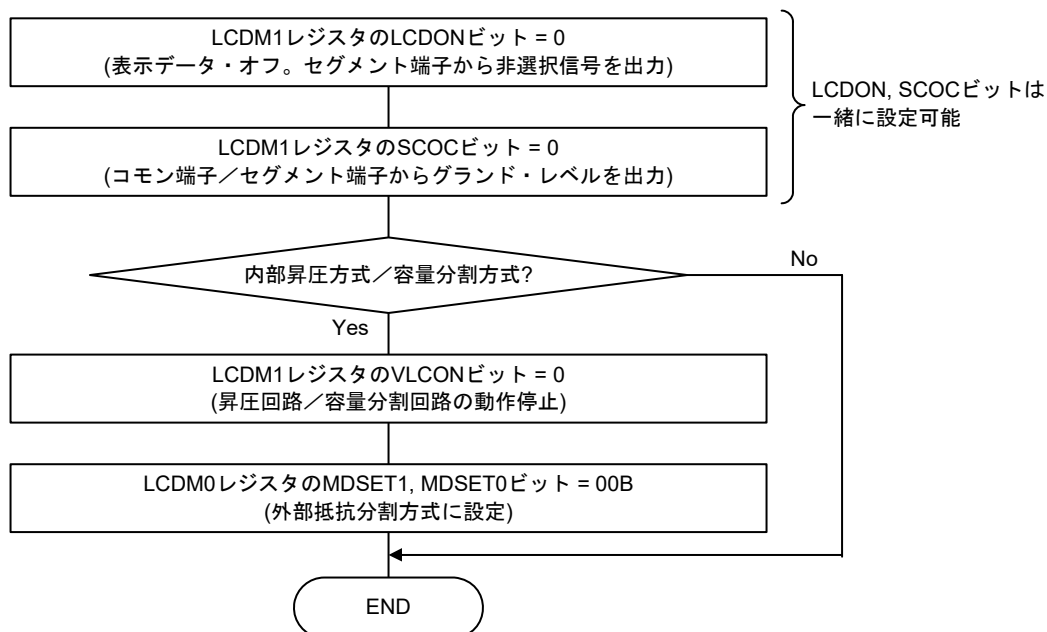 LCDM1レジスタのLCDONビット = 0
(表示データ・オフ。セグメント端子から非選択信号を出力)
LCDON, SCOCビットは
一緒に設定可能
LCDM1レジスタのSCOCビット = 0
(コモン端子／セグメント端子からグランド・レベルを出力)
内部昇圧方式／容量分割方式?
No
Yes
LCDM1レジスタのVLCONビット = 0
(昇圧回路／容量分割回路の動作停止)
LCDM0レジスタのMDSET1, MDSET0ビット = 00B
(外部抵抗分割方式に設定)
END